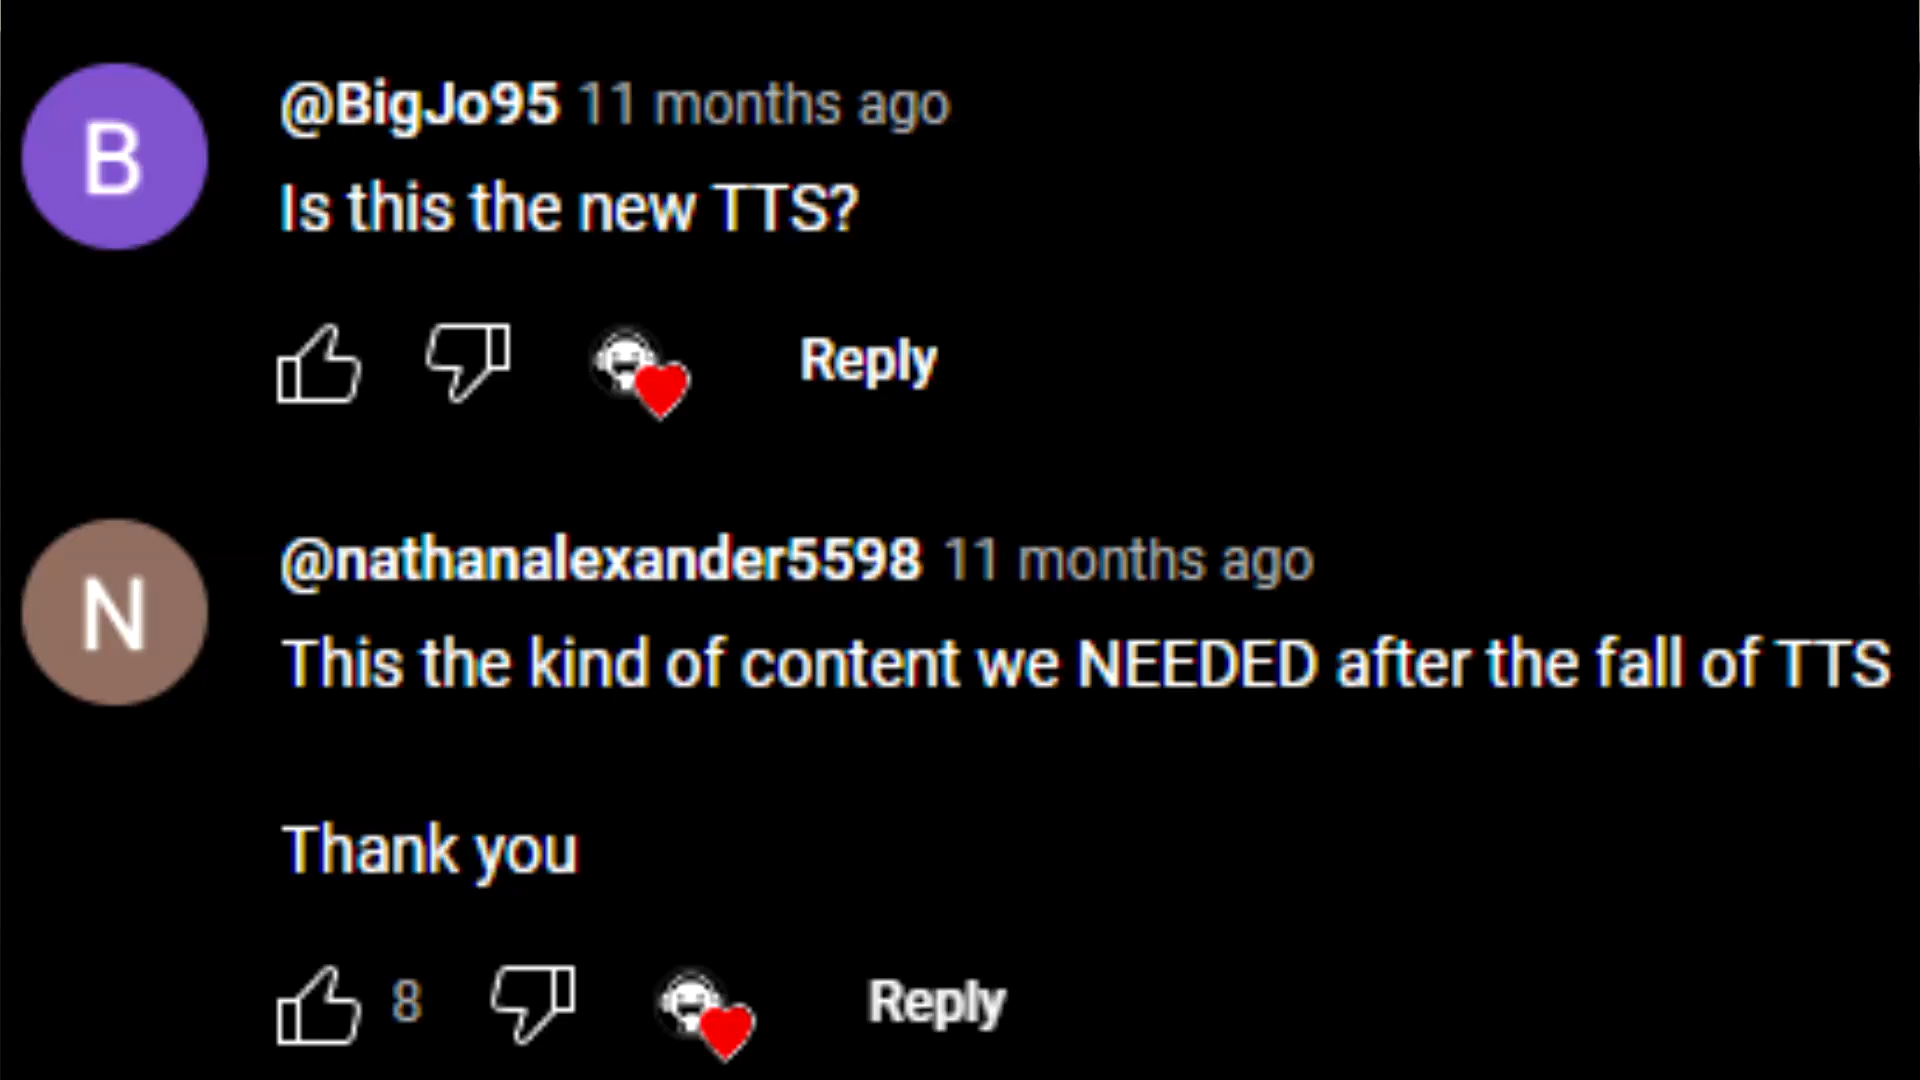 B
@BigJo95 11 months ago
Is this the new TTS?
Reply
N
@nathanalexander5598 11 months ago
This the kind of content we NEEDED after the fall of TTS
Thank you
8
Reply